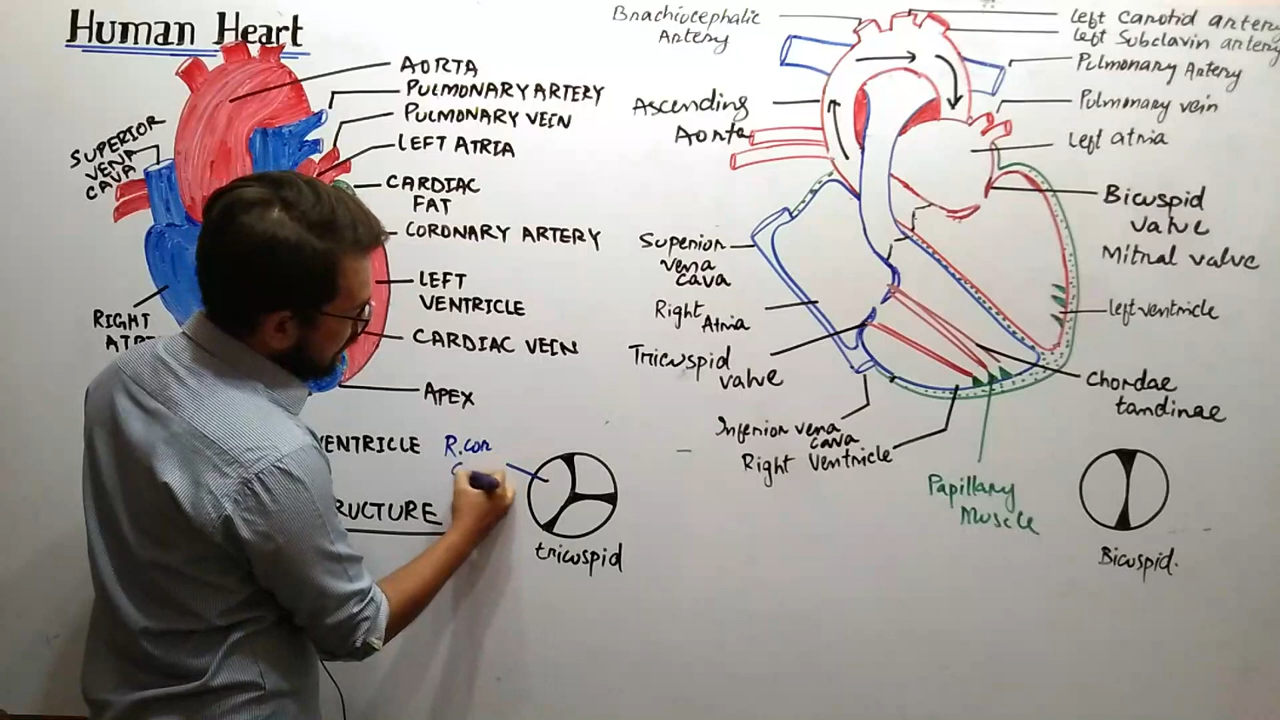 Human Heart
AORTA
PULMONARY ARTERY
PULMONARY VEIN
LEFT ATRIA
SUPERIOR
VENA
CAVA
CARDIAC
FAT
CORONARY ARTERY
LEFT
VENTRICLE
RIGHT
CARDIAC VEIN
APEX
VENTRICLE
R.cor
RUCTURE
tricuspid
Brachiocephalic
Artery
Left Carotid artery
left Subclavin artery
Pulmonary Artery
Ascending
Aorta
Pulmonary vein
Left atria
Bicuspid
valve
Mitral valve
Superior
vena
cava
Right
Atria
left ventricle
Tricuspid
valve
Chordae
tandinae
Inferior vena
cava
Right Ventricle
Papillary
Muscle
Bicuspid.